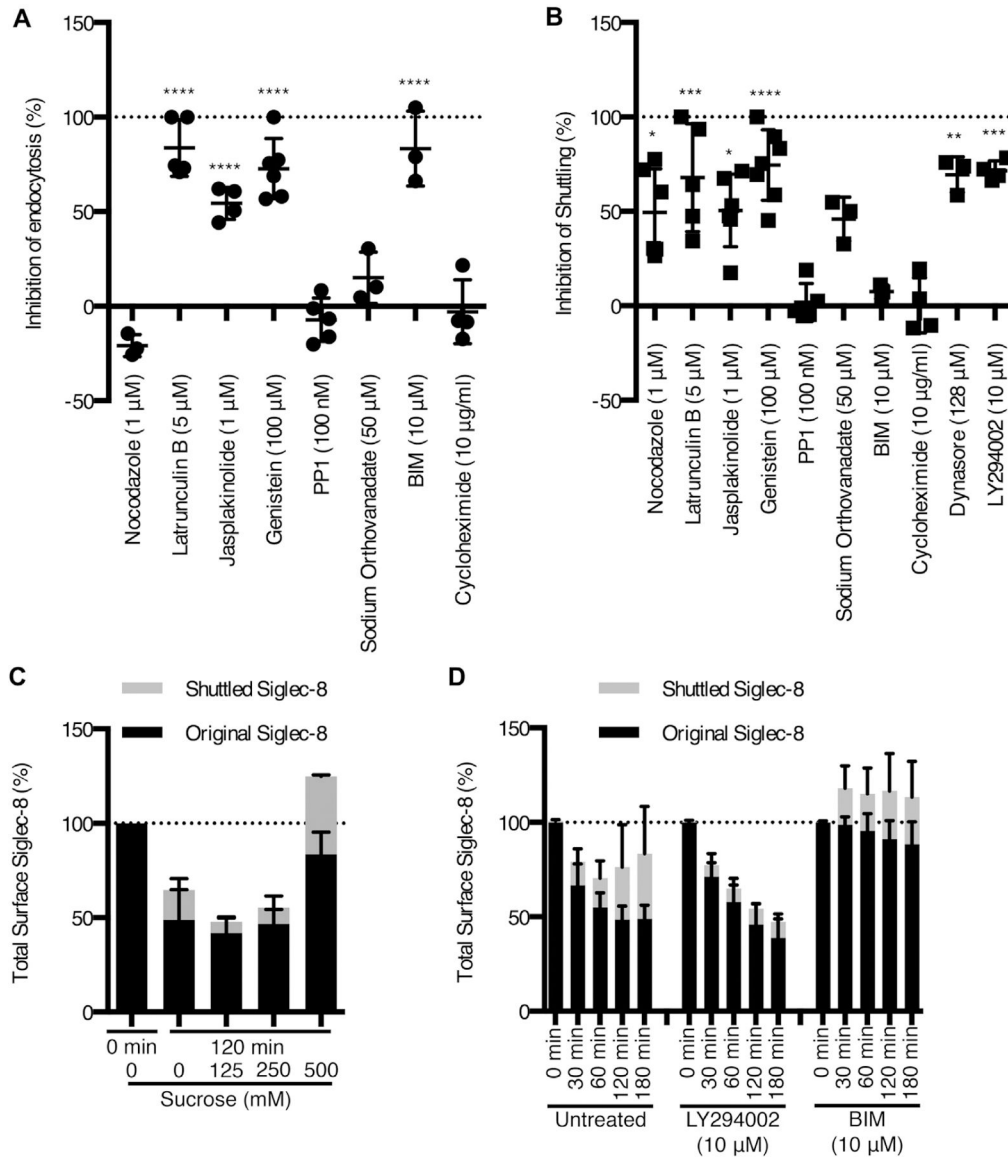 A
150
100
50
0
-50
Inhibition of endocytosis (%)
****
****
****
****
Nocodazole (1 µM)
Latrunculin B (5 µM)
Jasplakinolide (1 µM)
Genistein (100 µM)
PP1 (100 nM)
Sodium Orthovanadate (50 µM)
BIM (10 µM)
Cycloheximide (10 µg/ml)
B
150
100
50
0
-50
Inhibition of Shuttling (%)
*
***
*
****
**
***
Nocodazole (1 µM)
Latrunculin B (5 µM)
Jasplakinolide (1 µM)
Genistein (100 µM)
PP1 (100 nM)
Sodium Orthovanadate (50 µM)
BIM (10 µM)
Cycloheximide (10 µg/ml)
Dynasore (128 µM)
LY294002 (10 µM)
C
Shuttled Siglec-8
Original Siglec-8
150
100
50
0
Total Surface Siglec-8 (%)
0 min
120 min
0
0
125
250
500
Sucrose (mM)
D
Shuttled Siglec-8
Original Siglec-8
150
100
50
0
Total Surface Siglec-8 (%)
0 min
30 min
60 min
120 min
180 min
0 min
30 min
60 min
120 min
180 min
0 min
30 min
60 min
120 min
180 min
Untreated
LY294002
(10 µM)
BIM
(10 µM)